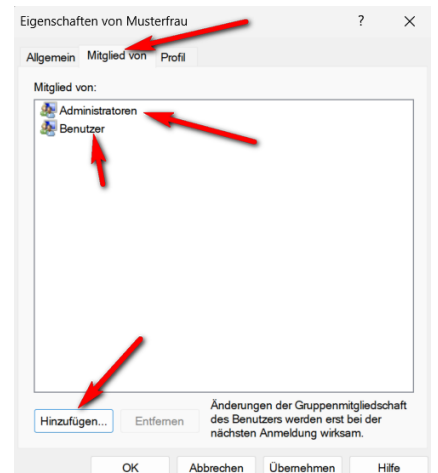 Eigenschaften von Musterfrau ? ×
Allgemein Mitglied von Profil
Mitglied von:
Administratoren
Benutzer
Hinzufügen... Entfernen
Änderungen der Gruppenmitgliedschaft
des Benutzers werden erst bei der
nächsten Anmeldung wirksam.
OK Abbrechen Übernehmen Hilfe